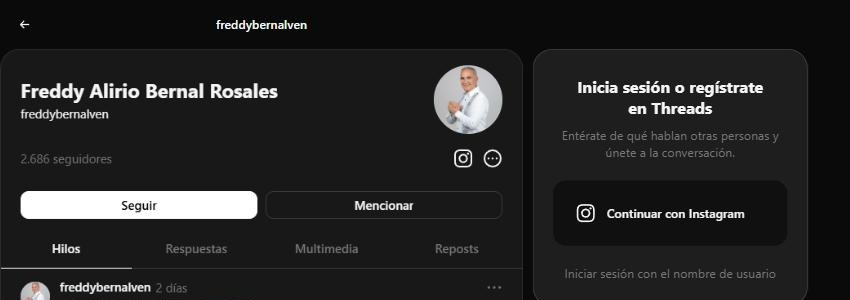 freddybernalven
Freddy Alirio Bernal Rosales
freddybernalven
2.686 seguidores
Seguir
Mencionar
Hilos
Respuestas
Multimedia
Reposts
freddybernalven 2 días
Inicia sesión o regístrate
en Threads
Entérate de qué hablan otras personas y
únete a la conversación.
Continuar con Instagram
Iniciar sesión con el nombre de usuario